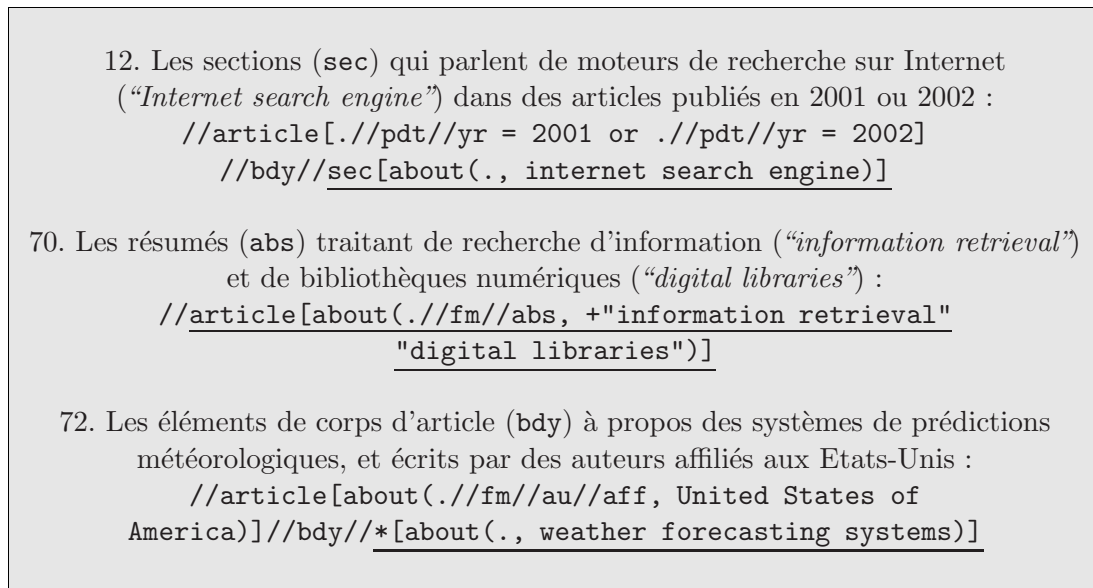 12. Les sections (sec) qui parlent de moteurs de recherche sur Internet
(“Internet search engine”) dans des articles publiés en 2001 ou 2002 :
//article[.//pdt//yr = 2001 or .//pdt//yr = 2002]
//bdy//sec[about(., internet search engine)]
70. Les résumés (abs) traitant de recherche d'information (“information retrieval”)
et de bibliothèques numériques (“digital libraries”) :
//article[about(.//fm//abs, +"information retrieval"
"digital libraries")]
72. Les éléments de corps d'article (bdy) à propos des systèmes de prédictions
météorologiques, et écrits par des auteurs affiliés aux Etats-Unis :
//article[about(.//fm//au//aff, United States of
America)]//bdy//*[about(., weather forecasting systems)]